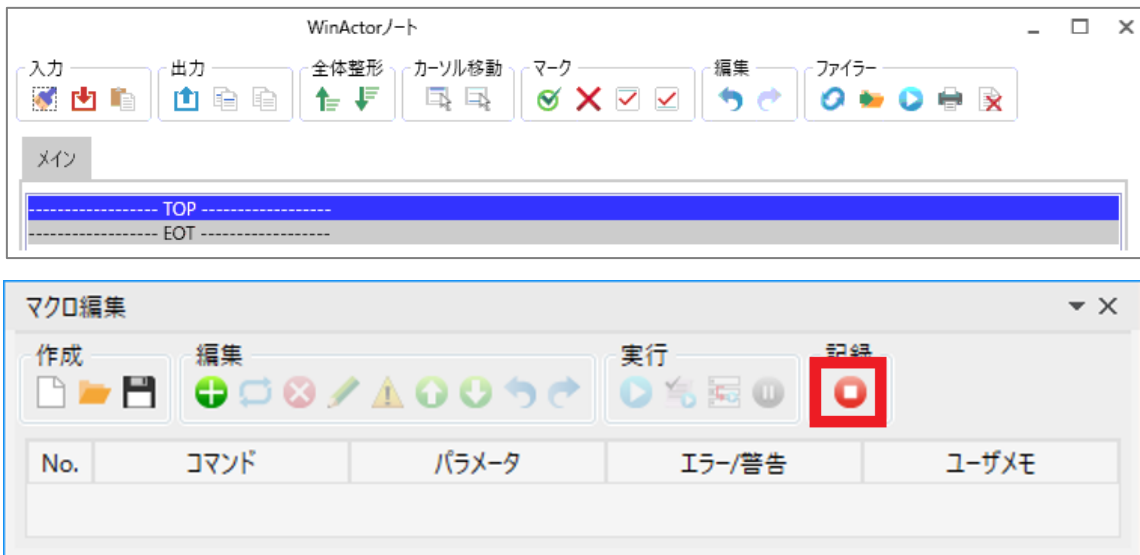 WinActorノート
入力 出力 全体整形 カーソル移動 マーク 編集 ファイラー
メイン
------------------ TOP ------------------
------------------ EOT ------------------
マクロ編集
作成 編集 実行 記録
No. コマンド パラメータ エラー/警告 ユーザメモ